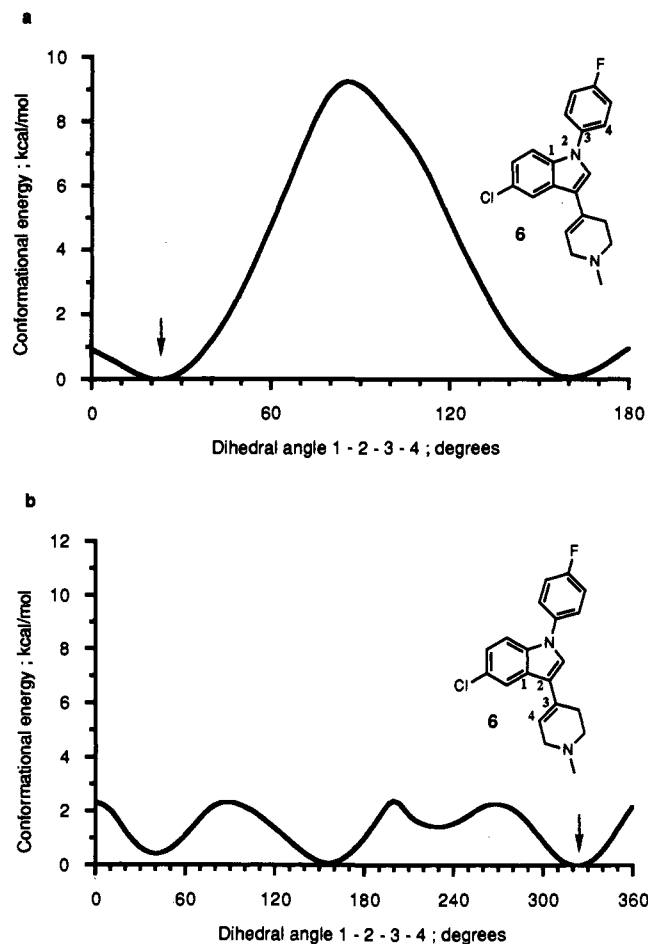 a
Conformational energy ; kcal/mol
10
8
6
4
2
0
0
60
120
180
Dihedral angle 1 - 2 - 3 - 4 ; degrees
F
4
3
2
1
N
Cl
6
N
b
Conformational energy ; kcal/mol
12
10
8
6
4
2
0
0
60
120
180
240
300
360
Dihedral angle 1 - 2 - 3 - 4 ; degrees
F
N
Cl
1
2
3
4
6
N